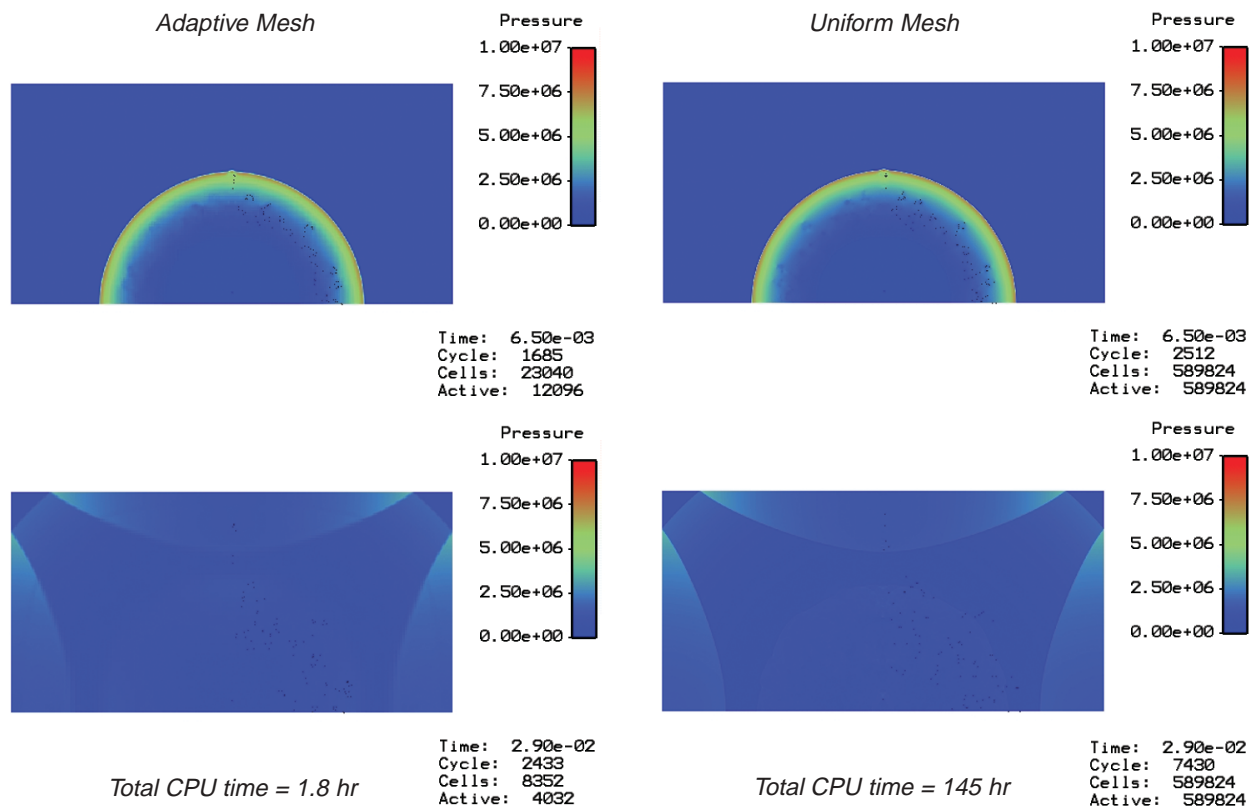 Adaptive Mesh
Pressure
1.00e+07
7.50e+06
5.00e+06
2.50e+06
0.00e+00
Time: 6.50e-03
Cycle: 1685
Cells: 23040
Active: 12096
Uniform Mesh
Pressure
1.00e+07
7.50e+06
5.00e+06
2.50e+06
0.00e+00
Time: 6.50e-03
Cycle: 2512
Cells: 589824
Active: 589824
Pressure
1.00e+07
7.50e+06
5.00e+06
2.50e+06
0.00e+00
Time: 2.90e-02
Cycle: 2433
Cells: 8352
Active: 4032
Total CPU time = 1.8 hr
Pressure
1.00e+07
7.50e+06
5.00e+06
2.50e+06
0.00e+00
Time: 2.90e-02
Cycle: 7430
Cells: 589824
Active: 589824
Total CPU time = 145 hr